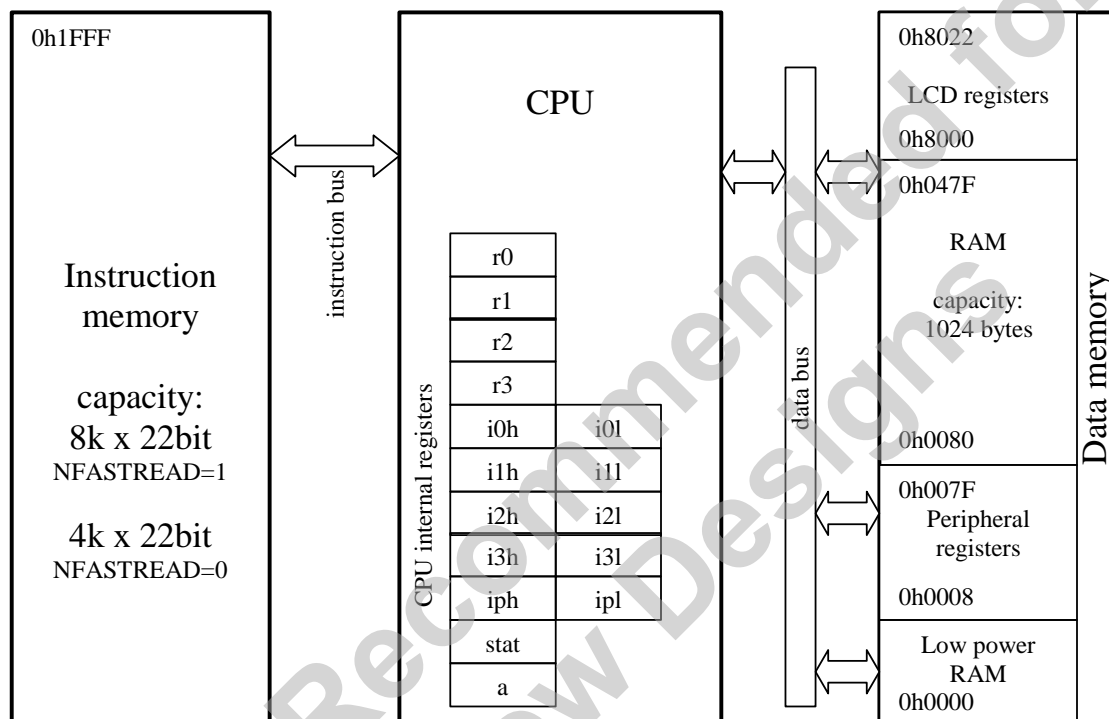 0h1FFF
Instruction
memory
capacity:
8k x 22bit
NFASTREAD=1
4k x 22bit
NFASTREAD=0
instruction bus
CPU
CPU internal registers
r0
r1
r2
r3
i0h i0l
i1h i1l
i2h i2l
i3h i3l
iph ipl
stat
a
data bus
0h8022
LCD registers
0h8000
0h047F
RAM
capacity:
1024 bytes
0h0080
0h007F
Peripheral
registers
0h0008
Low power
RAM
0h0000
Data memory
Recommended for
Designs